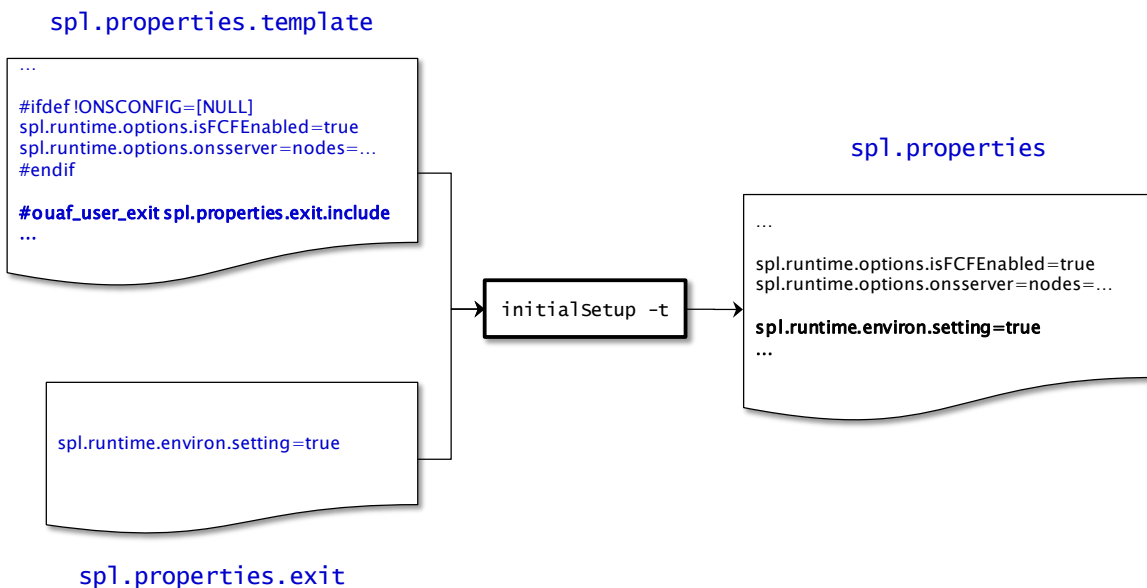 spl.properties.template
...
#ifdef !ONSCONFIG=[NULL]
spl.runtime.options.isFCFEnabled=true
spl.runtime.options.onsserver=nodes=...
#endif
#ouaf_user_exit spl.properties.exit.include
...
spl.properties
...
spl.runtime.options.isFCFEnabled=true
spl.runtime.options.onsserver=nodes=...
spl.runtime.environ.setting=true
...
initialSetup -t
spl.runtime.environ.setting=true
spl.properties.exit